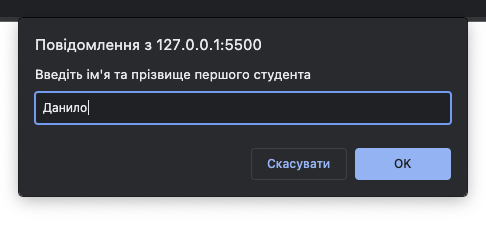 Повідомлення з 127.0.0.1:5500
Введіть ім'я та прізвище першого студента
Данило
Скасувати
OK